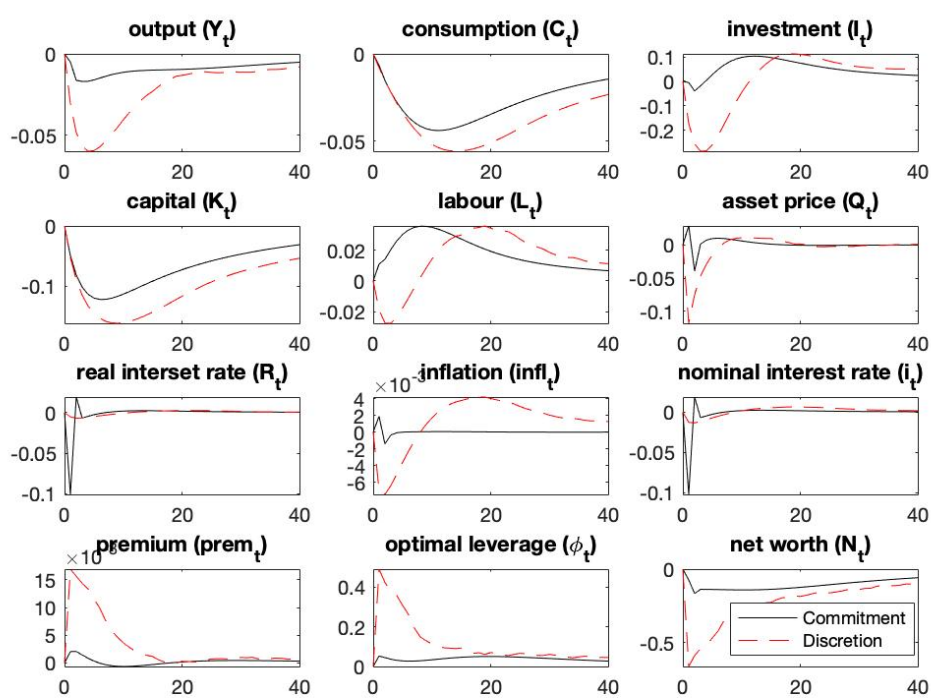 output (Y_t) consumption (C_t) investment (I_t)
0 0 0.1
0
-0.1
-0.05 -0.05 -0.2
0 20 40 0 20 40 0 20 40
capital (K_t) labour (L_t) asset price (Q_t)
0 0.02 0
-0.1 0 -0.05
-0.02 -0.1
0 20 40 0 20 40 0 20 40
real interset rate (R_t) inflation (infl_t) nominal interest rate (i_t)
×10^-3
0 4 0
2
0
-0.05 -2 -0.05
-4
-0.1 -6 -0.1
0 20 40 0 20 40 0 20 40
premium (prem_t) optimal leverage (ϕ_t) net worth (N_t)
15 0.4 0
10
5 0.2 -0.5
0 0
0 20 40 0 20 40 0 20 40
Commitment
Discretion